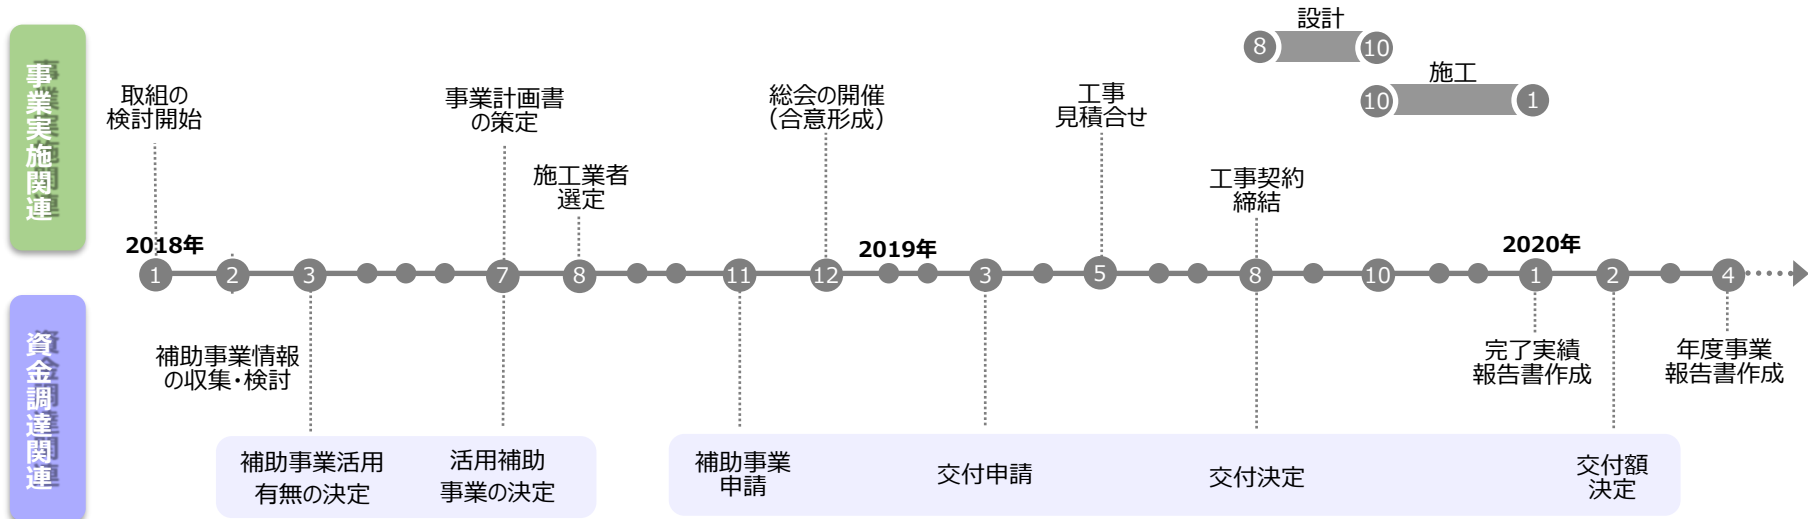 事業実施関連
設計
8
10
施工
10
1
取組の
検討開始
事業計画書
の策定
施工業者
選定
総会の開催
（合意形成）
工事
見積合せ
工事契約
締結
2018年
2019年
2020年
1
2
3
7
8
11
12
3
5
8
10
1
2
4
資金調達関連
補助事業情報
の収集・検討
完了実績
報告書作成
年度事業
報告書作成
補助事業活用
有無の決定
活用補助
事業の決定
補助事業
申請
交付申請
交付決定
交付額
決定